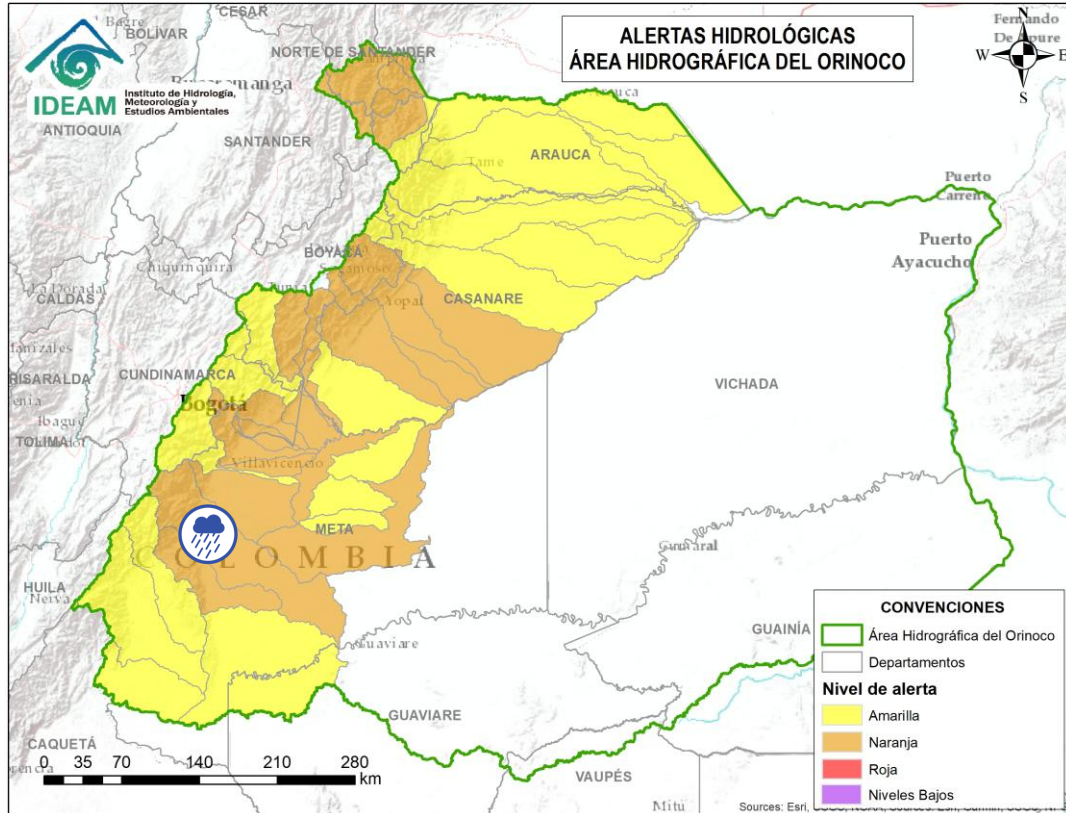 ALERTAS HIDROLÓGICAS
ÁREA HIDROGRÁFICA DEL ORINOCO
IDEAM
Instituto de Hidrología,
Meteorología y
Estudios Ambientales
N
W
E
S
CESAR
BOLÍVAR
NORTE DE SANTANDER
ANTIOQUIA
SANTANDER
ARAUCA
Tame
Puerto
Carreño
Puerto
Ayacucho
BOYACÁ
Chiquinquira
CALDAS
Yopal
CASANARE
VICHADA
RISARALDA
CUNDINAMARCA
Bogotá
Ibagué
TOLIMA
Villavicencio
META
COLOMBIA
HUILA
Neiva
Guaviare
GUAINÍA
GUAVIARE
CAQUETÁ
VAUPÉS
Mitú
0 35 70 140 210 280
km
CONVENCIONES
Área Hidrográfica del Orinoco
Departamentos
Nivel de alerta
Amarilla
Naranja
Roja
Niveles Bajos
Sources: Esri,